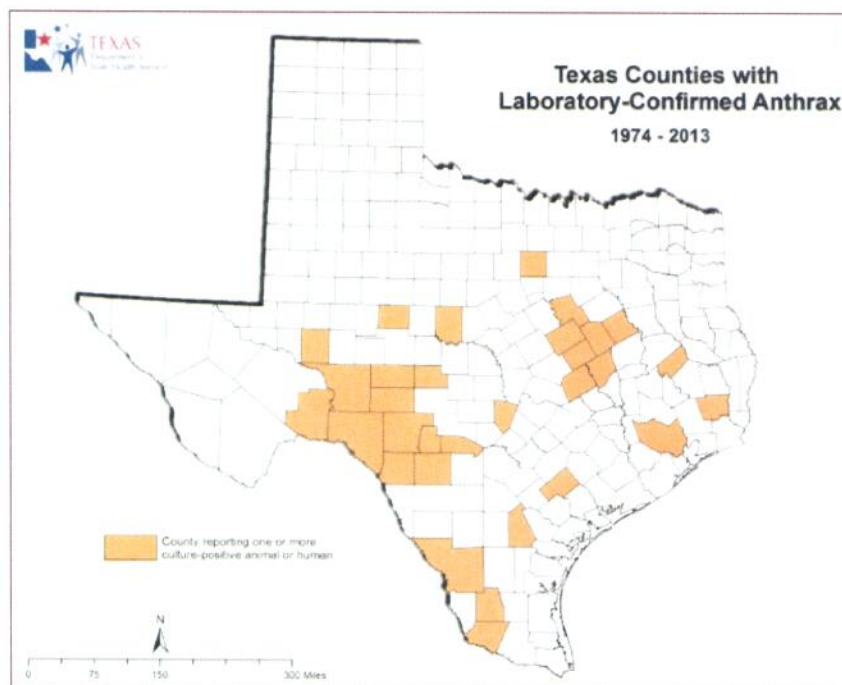 TEXAS
Texas Counties with
Laboratory-Confirmed Anthrax
1974 - 2013
County reporting one or more
culture-positive animal or human
N
0 75 150 300 Miles